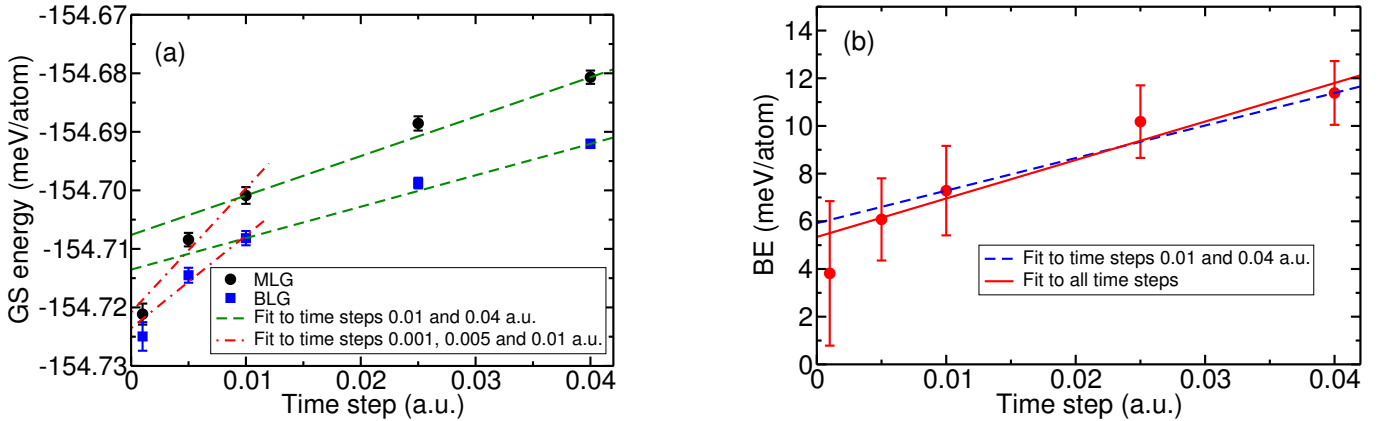 (a)
GS energy (meV/atom)
-154.67
-154.68
-154.69
-154.70
-154.71
-154.72
-154.73
0.00
0.01
0.02
0.03
0.04
Time step (a.u.)
MLG
BLG
Fit to time steps 0.01 and 0.04 a.u.
Fit to time steps 0.001, 0.005 and 0.01 a.u.
(b)
BE (meV/atom)
14
12
10
8
6
4
2
0
0
0.01
0.02
0.03
0.04
Time step (a.u.)
Fit to time steps 0.01 and 0.04 a.u.
Fit to all time steps